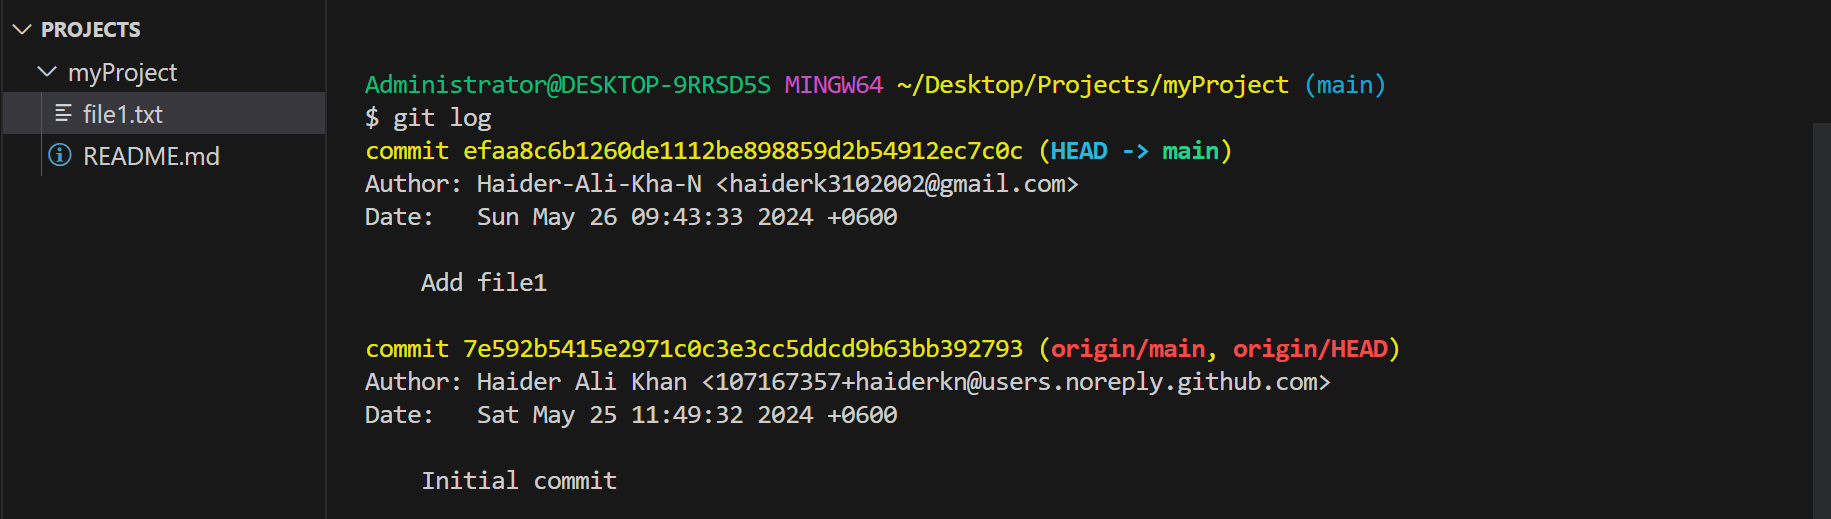 PROJECTS
myProject
file1.txt
README.md
Administrator@DESKTOP-9RRSD5S MINGW64 ~/Desktop/Projects/myProject (main)
$ git log
commit efaa8c6b1260de1112be898859d2b54912ec7c0c (HEAD -> main)
Author: Haider-Ali-Kha-N <haiderk3102002@gmail.com>
Date:   Sun May 26 09:43:33 2024 +0600
Add file1
commit 7e592b5415e2971c0c3e3cc5ddcd9b63bb392793 (origin/main, origin/HEAD)
Author: Haider Ali Khan <107167357+haiderkn@users.noreply.github.com>
Date:   Sat May 25 11:49:32 2024 +0600
Initial commit